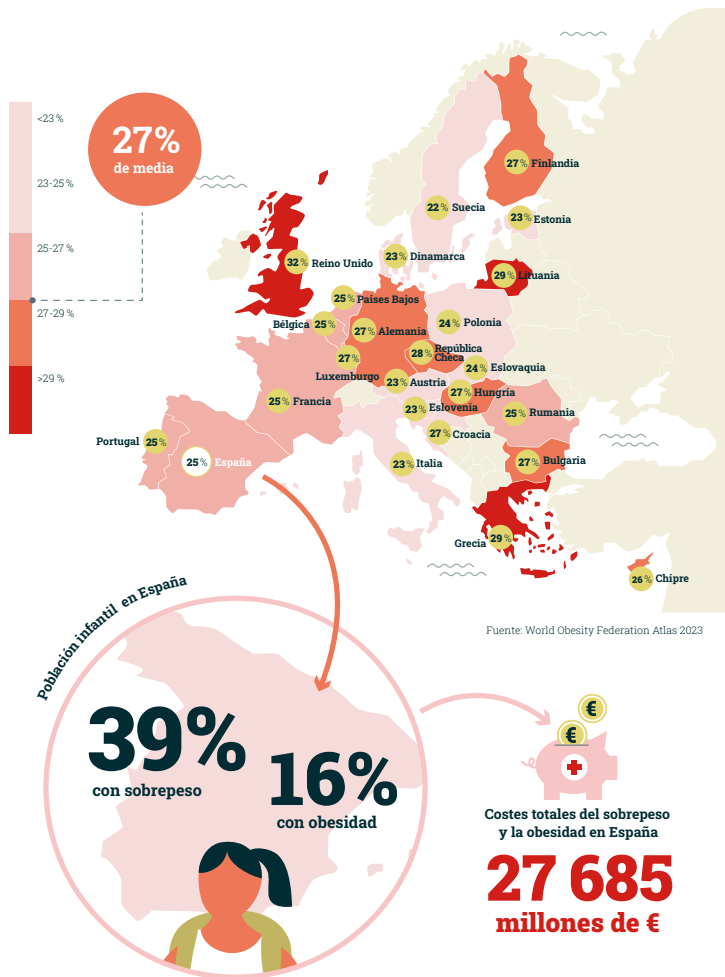 <23 %
23-25 %
25-27 %
27-29 %
>29 %
27%
de media
27 % Finlandia
22 % Suecia
23 % Estonia
23 % Dinamarca
32 % Reino Unido
29 % Lituania
25 % Paises Bajos
Bélgica 25 %
27 % Alemania
24 % Polonia
28 % República
Checa
27 %
Luxemburgo
24 % Eslovaquia
23 % Austria
27 % Hungría
25 % Francia
23 % Eslovenia
25 % Rumania
27 % Croacia
Portugal 25 %
25 % España
23 % Italia
27 % Bulgaria
Grecia 29 %
26 % Chipre
Fuente: World Obesity Federation Atlas 2023
Población infantil en España
39%
con sobrepeso
16%
con obesidad
€
€
Costes totales del sobrepeso
y la obesidad en España
27 685
millones de €